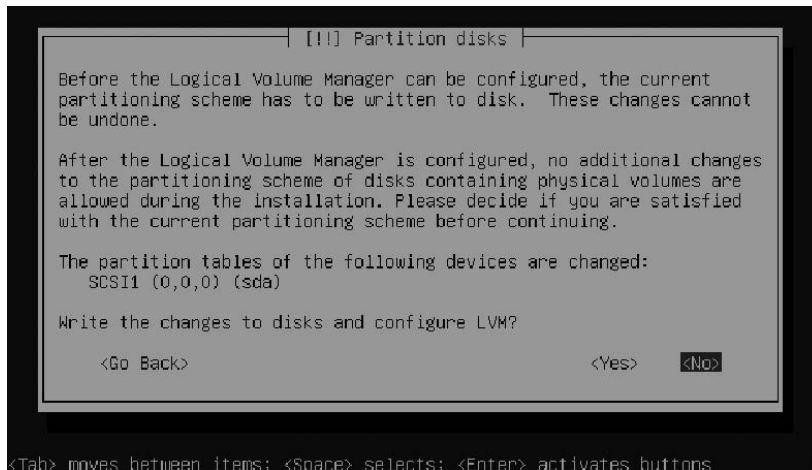 [!!] Partition disks
Before the Logical Volume Manager can be configured, the current
partitioning scheme has to be written to disk.  These changes cannot
be undone.
After the Logical Volume Manager is configured, no additional changes
to the partitioning scheme of disks containing physical volumes are
allowed during the installation. Please decide if you are satisfied
with the current partitioning scheme before continuing.
The partition tables of the following devices are changed:
SCSI1 (0,0,0) (sda)
Write the changes to disks and configure LVM?
<Go Back> <Yes> <No>
<Tab> moves between items; <Space> selects; <Enter> activates buttons